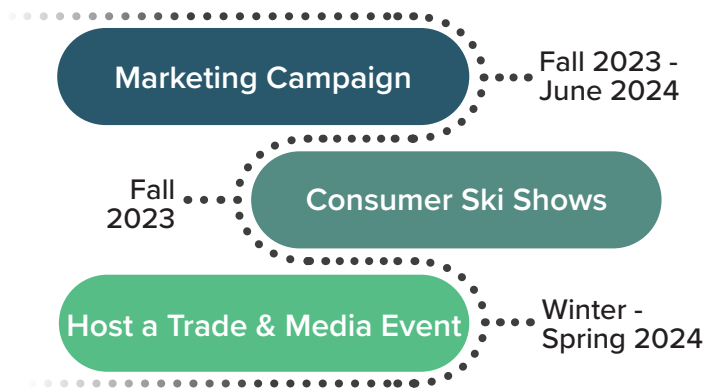 Marketing Campaign
Fall 2023 -
June 2024
Fall
2023
Consumer Ski Shows
Host a Trade & Media Event
Winter -
Spring 2024